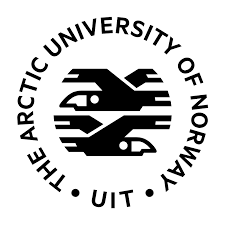 THE ARCTIC UNIVERSITY OF NORWAY
• UIT •